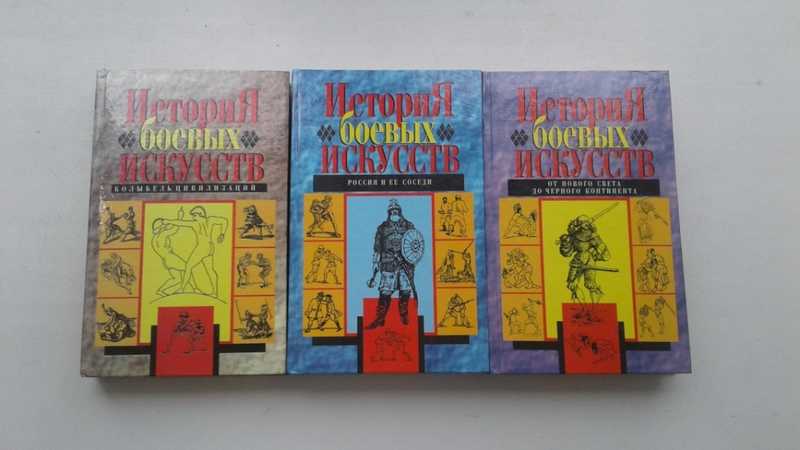 История
боевых
искусств
КОЛЫБЕЛЬ ЦИВИЛИЗАЦИЙ
История
боевых
искусств
РОССИЯ И ЕЕ СОСЕДИ
История
боевых
искусств
ОТ НОВОГО СВЕТА
ДО ЧЕРНОГО КОНТИНЕНТА